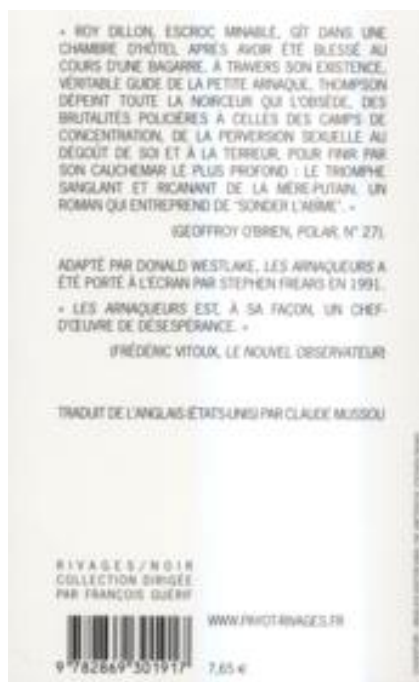 « ROY DILLON, ESCROC MINABLE, GÎT DANS UNE
CHAMBRE D'HÔTEL APRÈS AVOIR ÉTÉ BLESSÉ AU
COURS D'UNE BAGARRE. À TRAVERS SON EXISTENCE,
VÉRITABLE GUIDE DE LA PETITE ARNAQUE, THOMPSON
DÉPEINT TOUTE LA NOIRCEUR QUI L'OBSÈDE, DES
BRUTALITÉS POLICIÈRES À CELLES DES CAMPS DE
CONCENTRATION, DE LA PERVERSION SEXUELLE AU
DÉGOÛT DE SOI ET À LA TERREUR, POUR FINIR PAR
SON CAUCHEMAR LE PLUS PROFOND : LE TRIOMPHE
SANGLANT ET RICANANT DE LA MÈRE-PUTAIN, UN
ROMAN QUI ENTREPREND DE "SONDER L'ABÎME". »
(GEOFFROY O'BRIEN, POLAR, N° 27).
ADAPTÉ PAR DONALD WESTLAKE, LES ARNAQUEURS A
ÉTÉ PORTÉ À L'ÉCRAN PAR STEPHEN FREARS EN 1991.
« LES ARNAQUEURS EST, À SA FAÇON, UN CHEF-
D'ŒUVRE DE DÉSESPÉRANCE. »
(FRÉDÉRIC VITOUX, LE NOUVEL OBSERVATEUR)
TRADUIT DE L'ANGLAIS (ÉTATS-UNIS) PAR CLAUDE MUSSOU
RIVAGES/NOIR
COLLECTION DIRIGÉE
PAR FRANÇOIS GUÉRIF
WWW.PAYOT-RIVAGES.FR
9 782869 301917
7,65 €